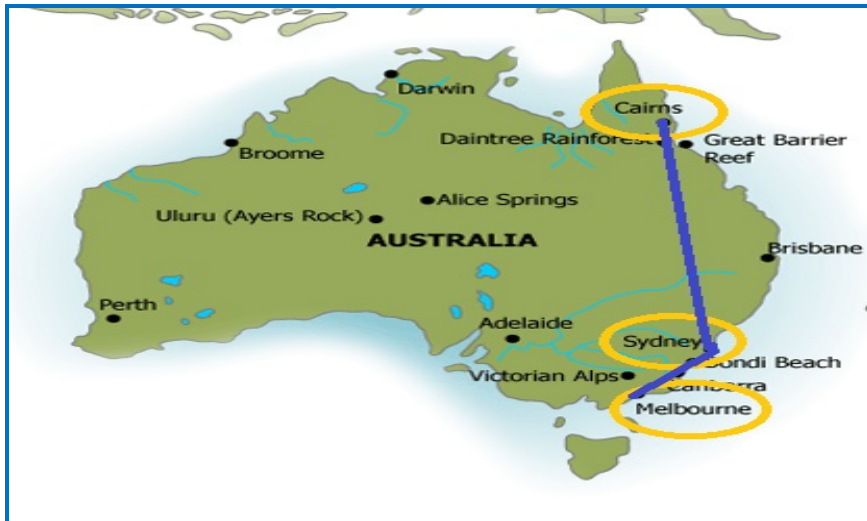 Darwin
Cairns
Daintree Rainforest
Great Barrier
Reef
Broome
Alice Springs
Uluru (Ayers Rock)
AUSTRALIA
Brisbane
Perth
Adelaide
Sydney
Bondi Beach
Victorian Alps
Canberra
Melbourne